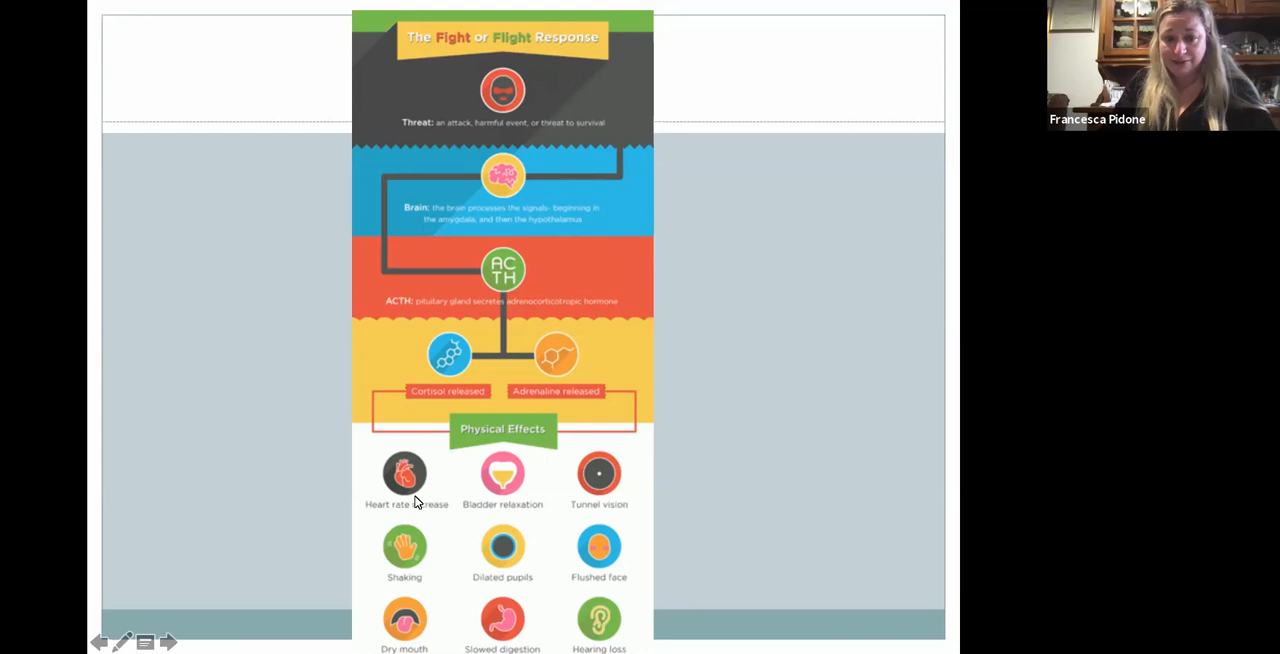 The Fight or Flight Response
Threat: an attack, harmful event, or threat to survival
Brain: the brain processes the signals- beginning in
the amygdala, and then the hypothalamus
AC
TH
ACTH: pituitary gland secretes adrenocorticotropic hormone
Cortisol released
Adrenaline released
Physical Effects
Heart rate increase
Bladder relaxation
Tunnel vision
Shaking
Dilated pupils
Flushed face
Dry mouth
Slowed digestion
Hearing loss
Francesca Pidone